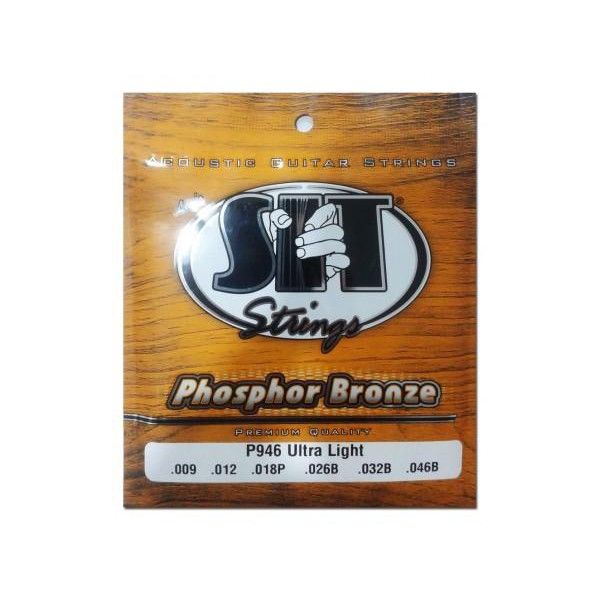 Acoustic Guitar Strings
SIT®
Strings
Phosphor Bronze
Premium Quality
P946 Ultra Light
.009 .012 .018P .026B .032B .046B